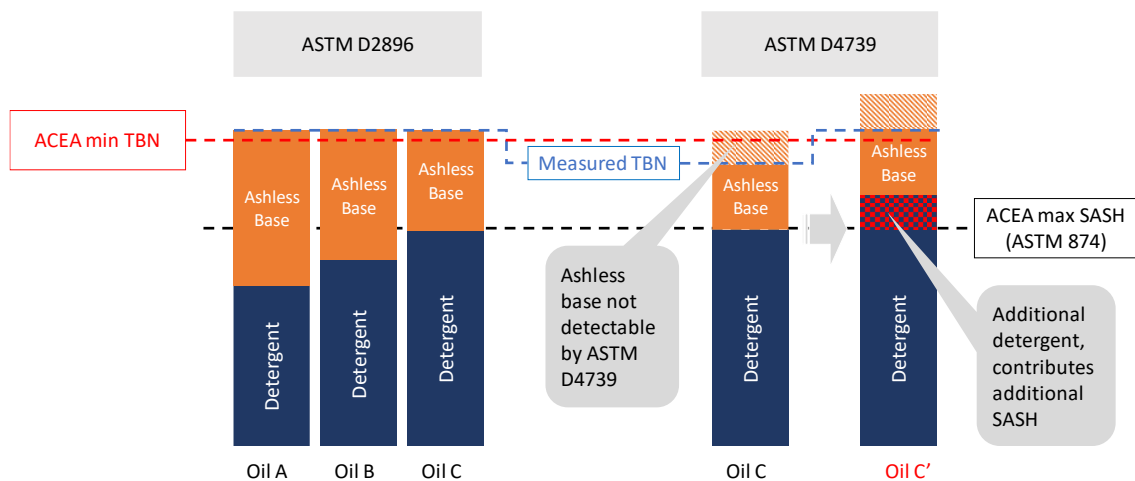 ASTM D2896
ASTM D4739
ACEA min TBN
Measured TBN
ACEA max SASH
(ASTM 874)
Ashless
Base
Ashless
Base
Ashless
Base
Ashless
Base
Ashless
Base
Detergent
Detergent
Detergent
Detergent
Detergent
Ashless
base not
detectable
by ASTM
D4739
Additional
detergent,
contributes
additional
SASH
Oil A
Oil B
Oil C
Oil C
Oil C’